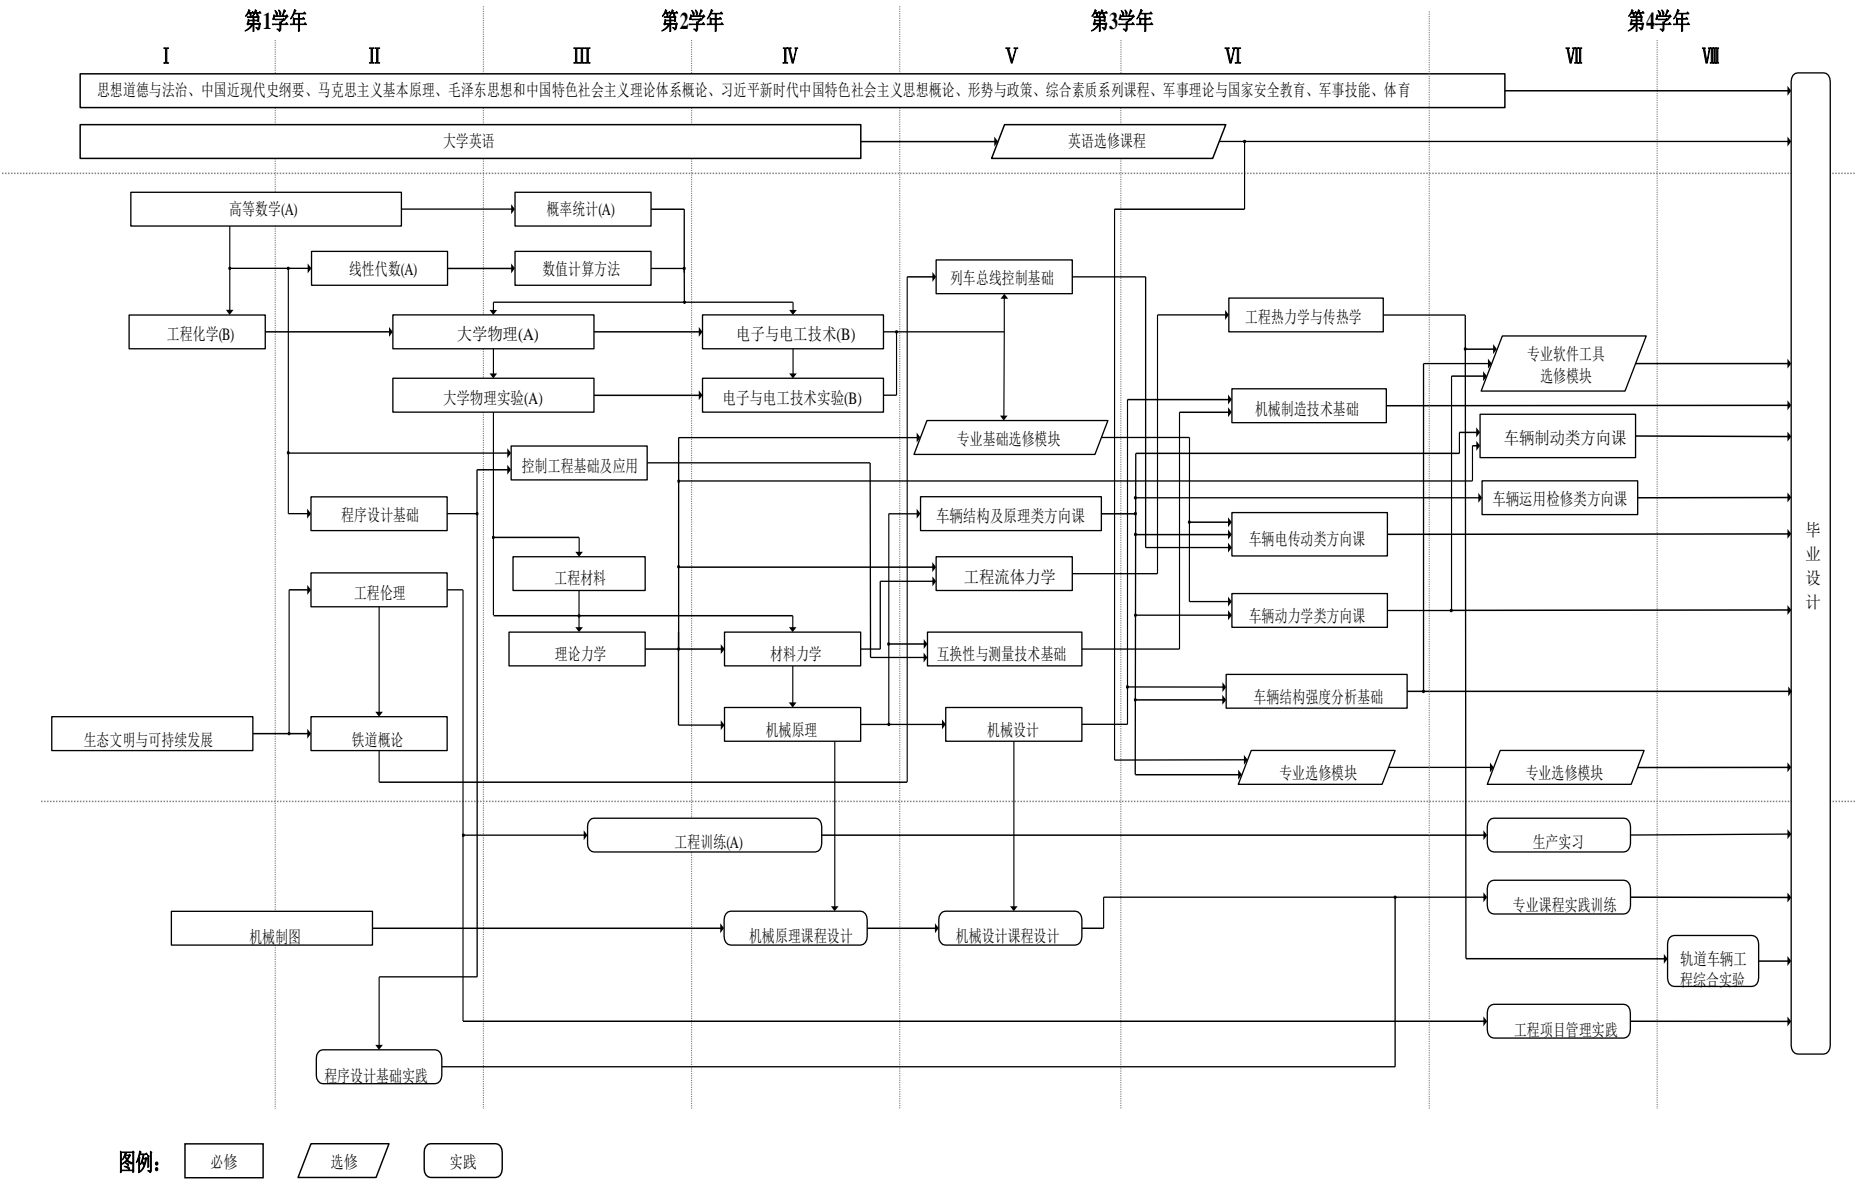 第1学年 第2学年 第3学年 第4学年
I II III IV V VI VII VIII
思想道德与法治、中国近现代史纲要、马克思主义基本原理、毛泽东思想和中国特色社会主义理论体系概论、习近平新时代中国特色社会主义思想概论、形势与政策、综合素质系列课程、军事理论与国家安全教育、军事技能、体育
大学英语 英语选修课程
高等数学(A) 概率统计(A)
线性代数(A) 数值计算方法 列车总线控制基础
工程热力学与传热学
工程化学(B) 大学物理(A) 电子与电工技术(B)
专业软件工具
选修模块
大学物理实验(A) 电子与电工技术实验(B) 机械制造技术基础
专业基础选修模块 车辆制动类方向课
控制工程基础及应用
车辆运用检修类方向课
程序设计基础 车辆结构及原理类方向课
车辆电传动类方向课
毕
业
设
计
工程材料 工程流体力学
工程伦理 车辆动力学类方向课
理论力学 材料力学 互换性与测量技术基础
车辆结构强度分析基础
生态文明与可持续发展 铁道概论 机械原理 机械设计
专业选修模块 专业选修模块
工程训练(A) 生产实习
专业课程实践训练
机械制图 机械原理课程设计 机械设计课程设计
轨道车辆工
程综合实验
工程项目管理实践
程序设计基础实践
图例： 必修 选修 实践